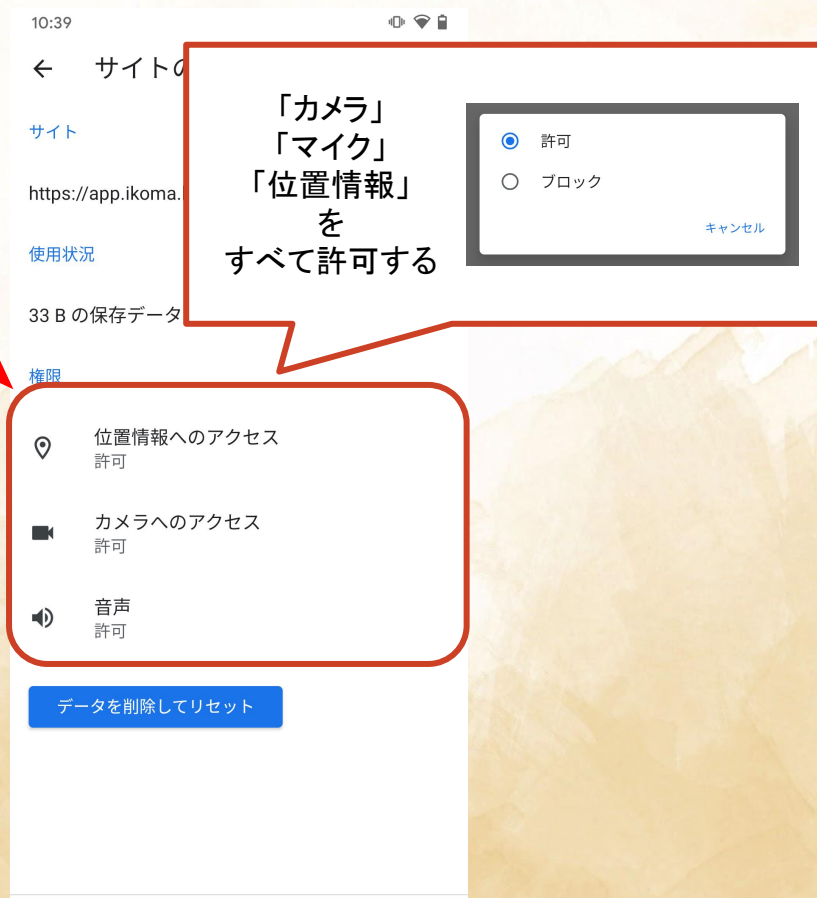 10:39
サイトの
サイト
https://app.ikoma.
使用状況
33 B の保存データ
権限
位置情報へのアクセス
許可
カメラへのアクセス
許可
音声
許可
データを削除してリセット
「カメラ」
「マイク」
「位置情報」
を
すべて許可する
許可
ブロック
キャンセル